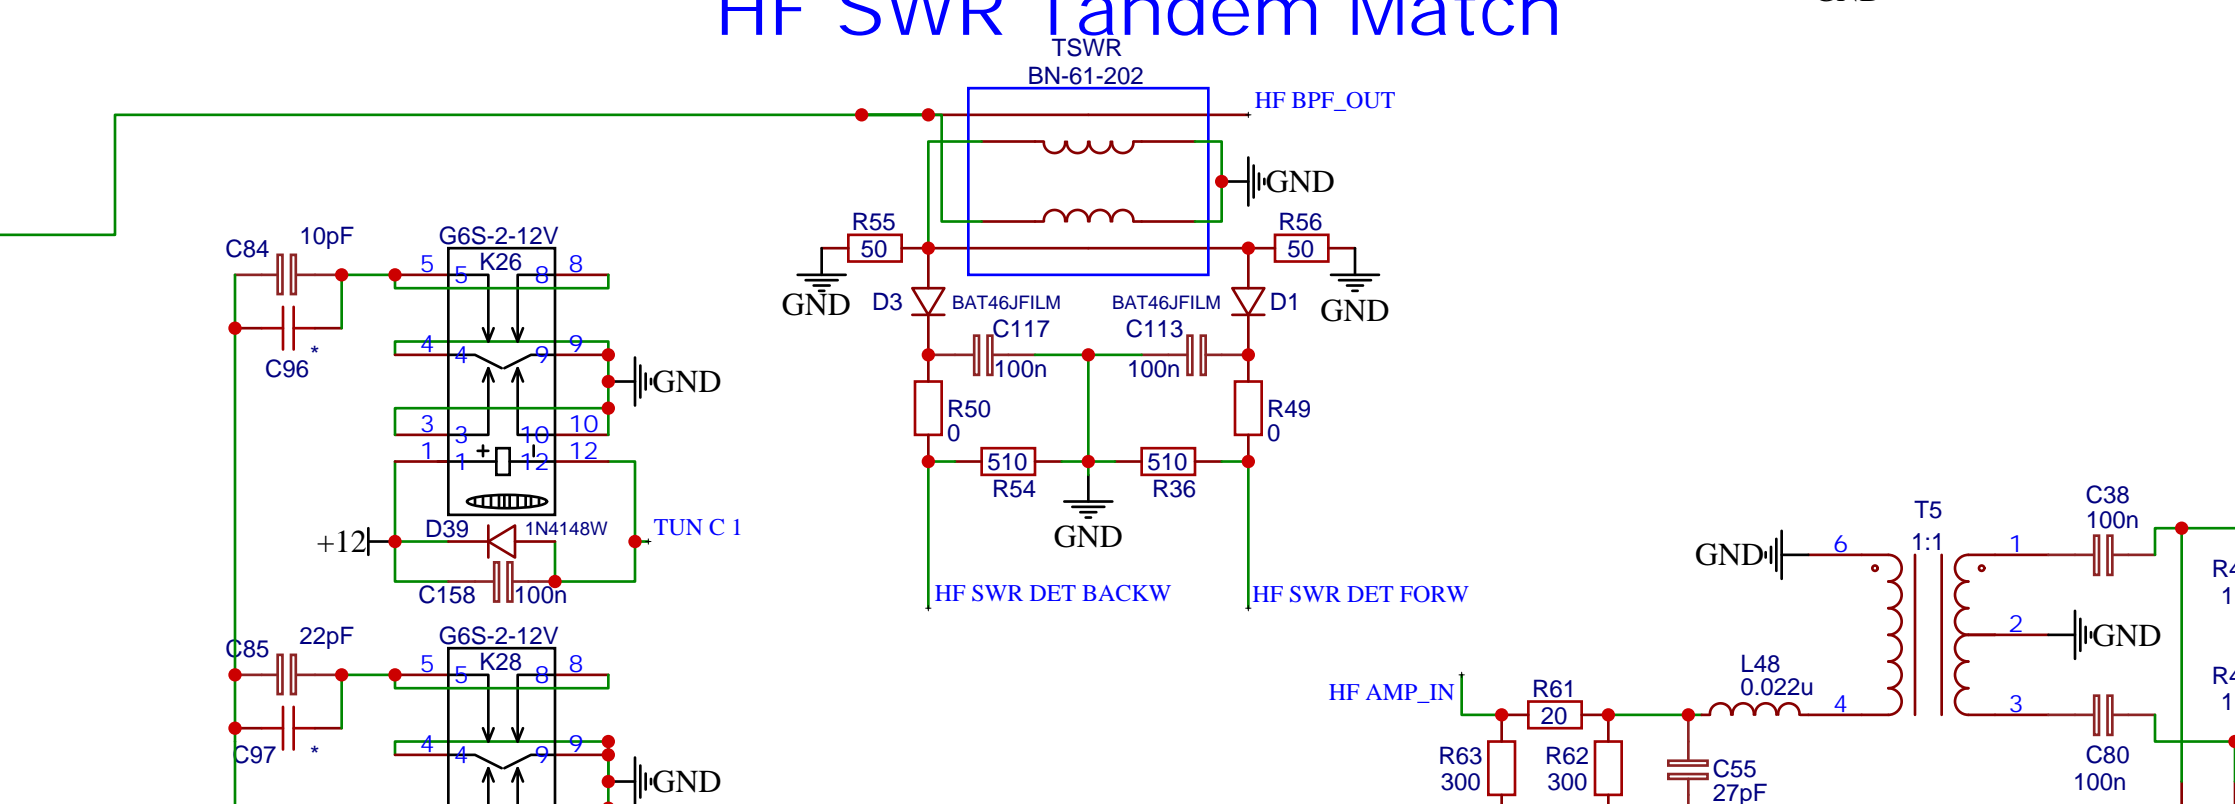 HF SWR Tandem Match
GND
TSWR
BN-61-202
HF BPF_OUT
GND
R55
50
GND
R56
50
GND
C84
10pF
C96
*
G6S-2-12V
K26
5 5 8 8
4 4 9 9
GND
3 3 10 10
1 1 + 12 12
+12
D39
1N4148W
TUN C 1
C158
100n
D3
BAT46JFILM
BAT46JFILM
D1
C117
100n
C113
100n
R50
0
R49
0
510
R54
510
R36
GND
HF SWR DET BACKW
HF SWR DET FORW
C85
22pF
C97
*
G6S-2-12V
K28
5 5 8 8
4 4 9 9
GND
HF AMP_IN
R61
20
R63
300
R62
300
C55
27pF
L48
0.022u
T5
1:1
GND
6
4
1
2
3
GND
C38
100n
C80
100n